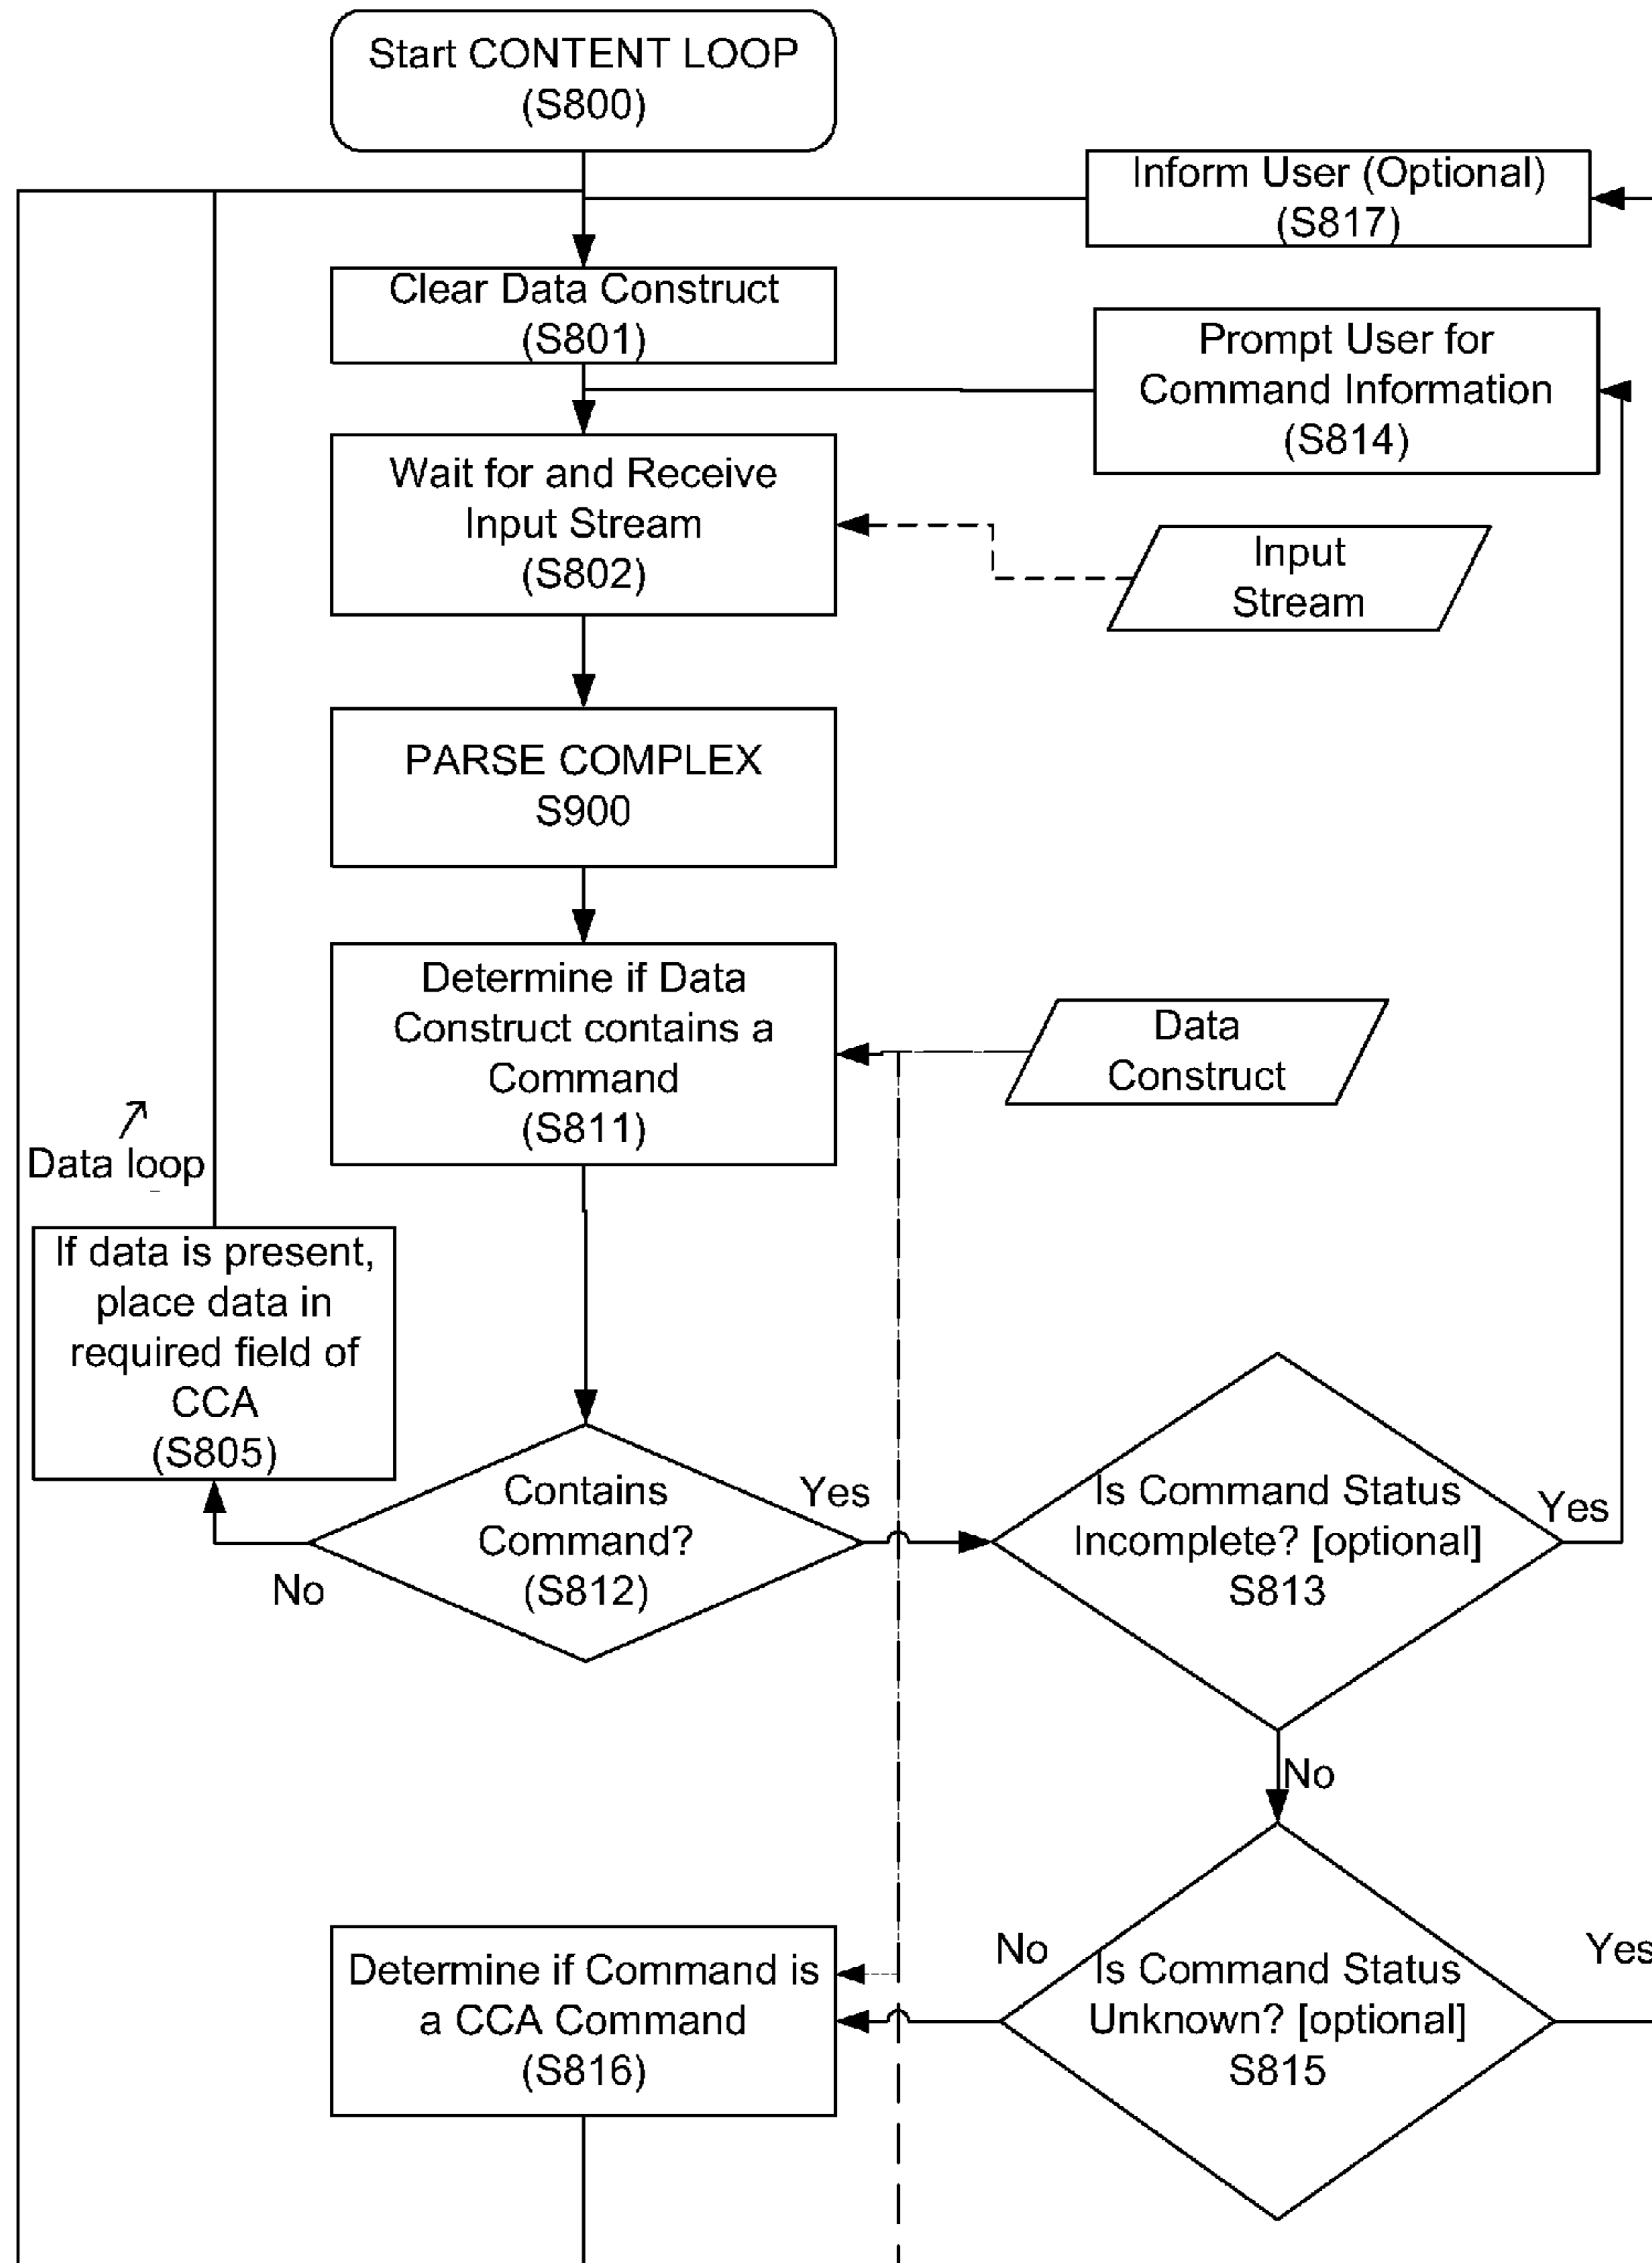 Start CONTENT LOOP
(S800)
Inform User (Optional)
(S817)
Clear Data Construct
(S801)
Prompt User for
Command Information
(S814)
Wait for and Receive
Input Stream
(S802)
Input
Stream
PARSE COMPLEX
S900
Determine if Data
Construct contains a
Command
(S811)
Data
Construct
Data loop
If data is present,
place data in
required field of
CCA
(S805)
Contains
Command?
(S812)
Yes
No
Is Command Status
Incomplete? [optional]
S813
Yes
No
Determine if Command is
a CCA Command
(S816)
No
Is Command Status
Unknown? [optional]
S815
Yes